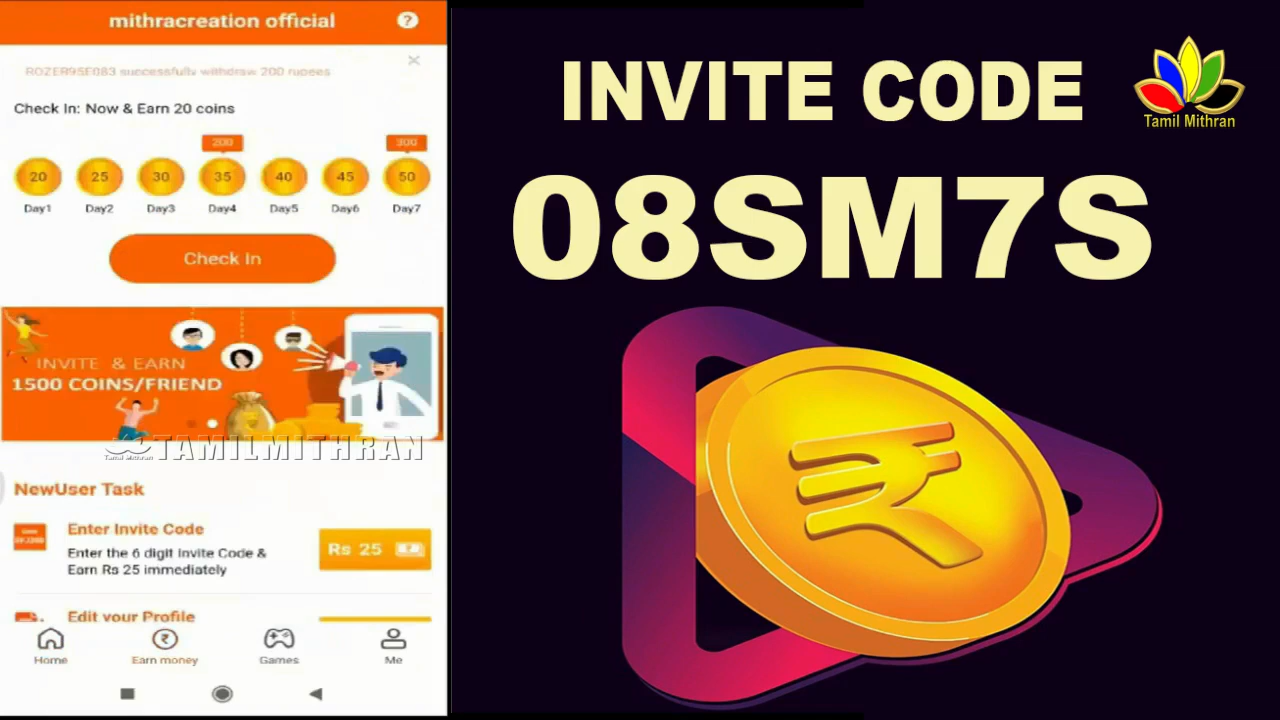 mithracreation official
?
ROZER95E083 successfully withdraw 200 rupees
Check In: Now & Earn 20 coins
200
300
20 25 30 35 40 45 50
Day1 Day2 Day3 Day4 Day5 Day6 Day7
Check In
INVITE & EARN
1500 COINS/FRIEND
Tamil Mithran
TAMILMITHRAN
NewUser Task
Enter Invite Code
Enter the 6 digit Invite Code &
Earn Rs 25 immediately
Rs 25
Edit your Profile
Home Earn money Games Me
INVITE CODE
08SM7S
Tamil Mithran
₹